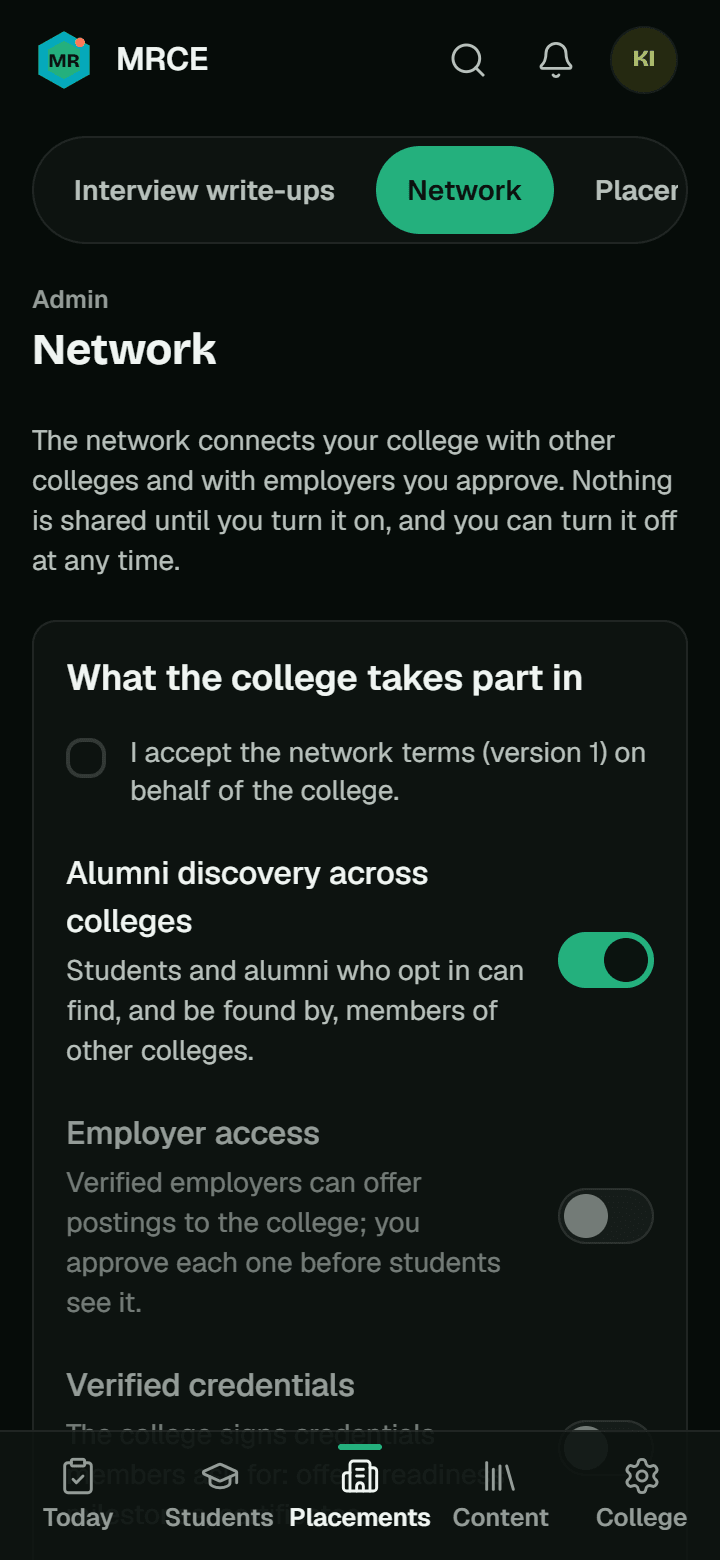 MR
MRCE
KI
Interview write-ups
Network
Placer
Admin
Network
The network connects your college with other
colleges and with employers you approve. Nothing
is shared until you turn it on, and you can turn it off
at any time.
What the college takes part in
I accept the network terms (version 1) on
behalf of the college.
Alumni discovery across
colleges
Students and alumni who opt in can
find, and be found by, members of
other colleges.
Employer access
Verified employers can offer
postings to the college; you
approve each one before students
see it.
Verified credentials
The college signs credentials
Today
Students
Placements
Content
College